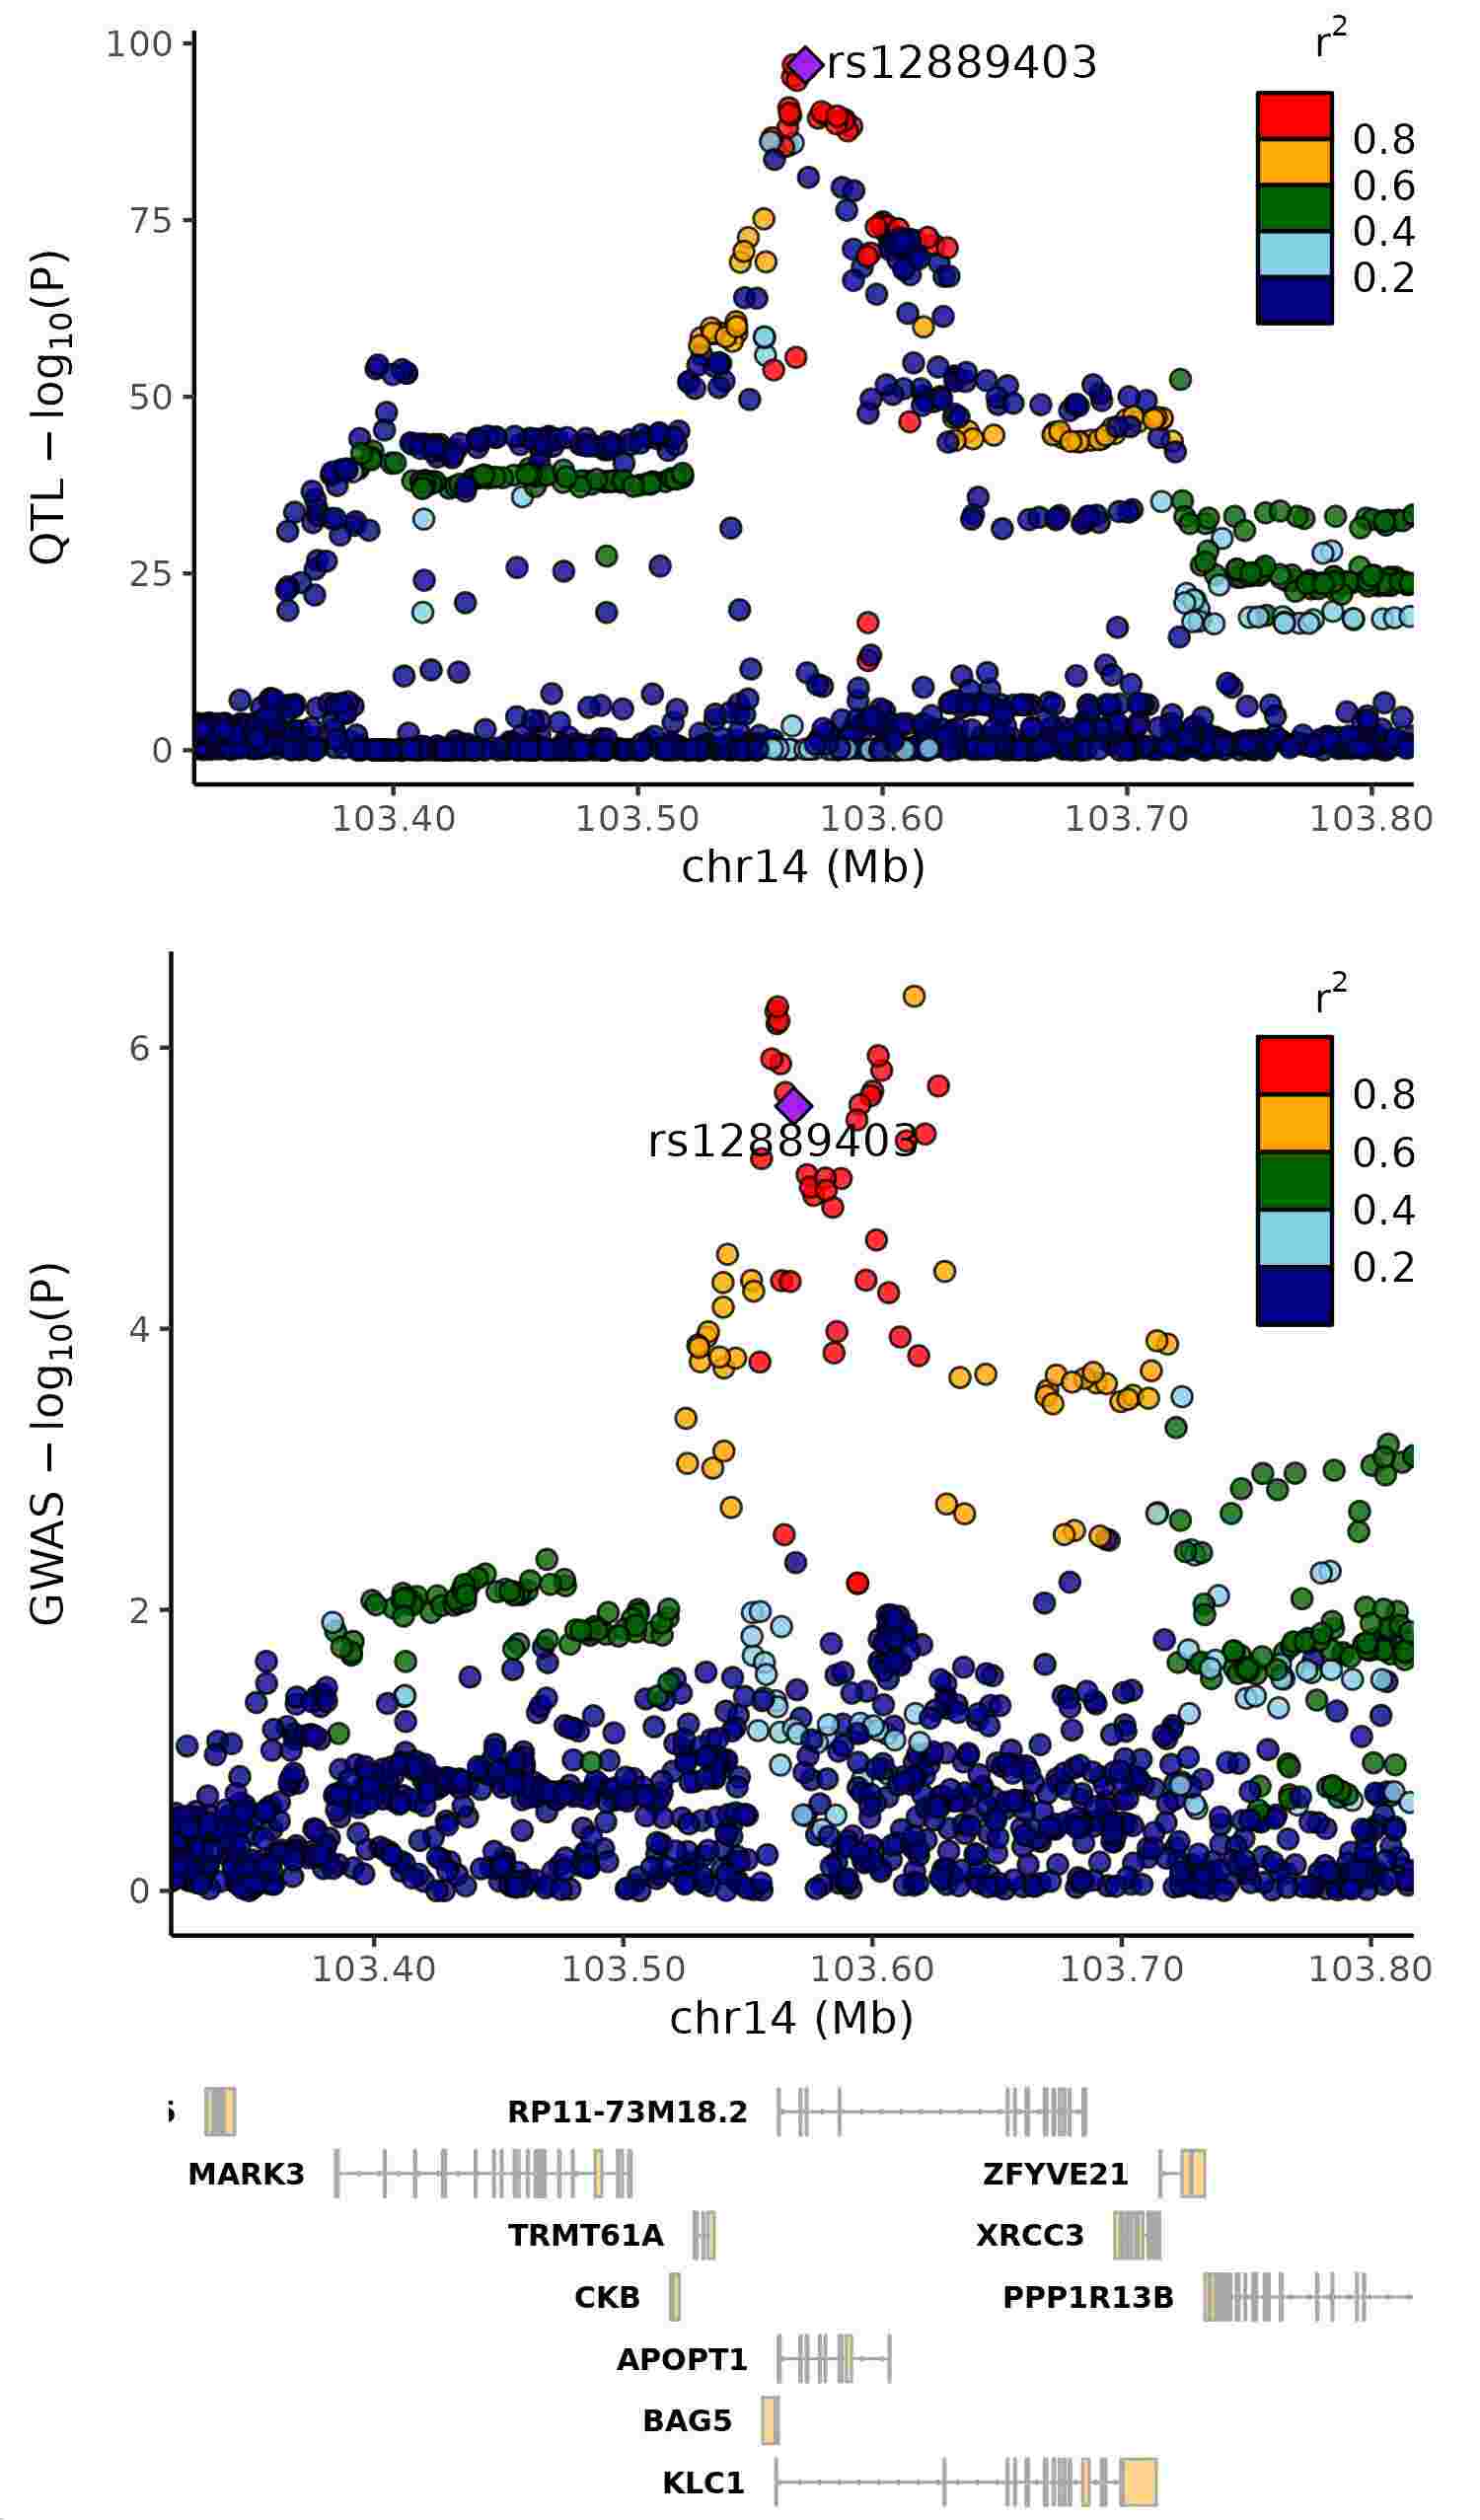 r2
100
rs12889403
0.8
0.6
75
0.4
0.2
QTL −log10(P)
50
25
0
103.40 103.50 103.60 103.70 103.80
chr14 (Mb)
r2
6
0.8
rs12889403
0.6
0.4
0.2
GWAS −log10(P)
4
2
0
103.40 103.50 103.60 103.70 103.80
chr14 (Mb)
RP11-73M18.2
MARK3 ZFYVE21
TRMT61A XRCC3
CKB PPP1R13B
APOPT1
BAG5
KLC1